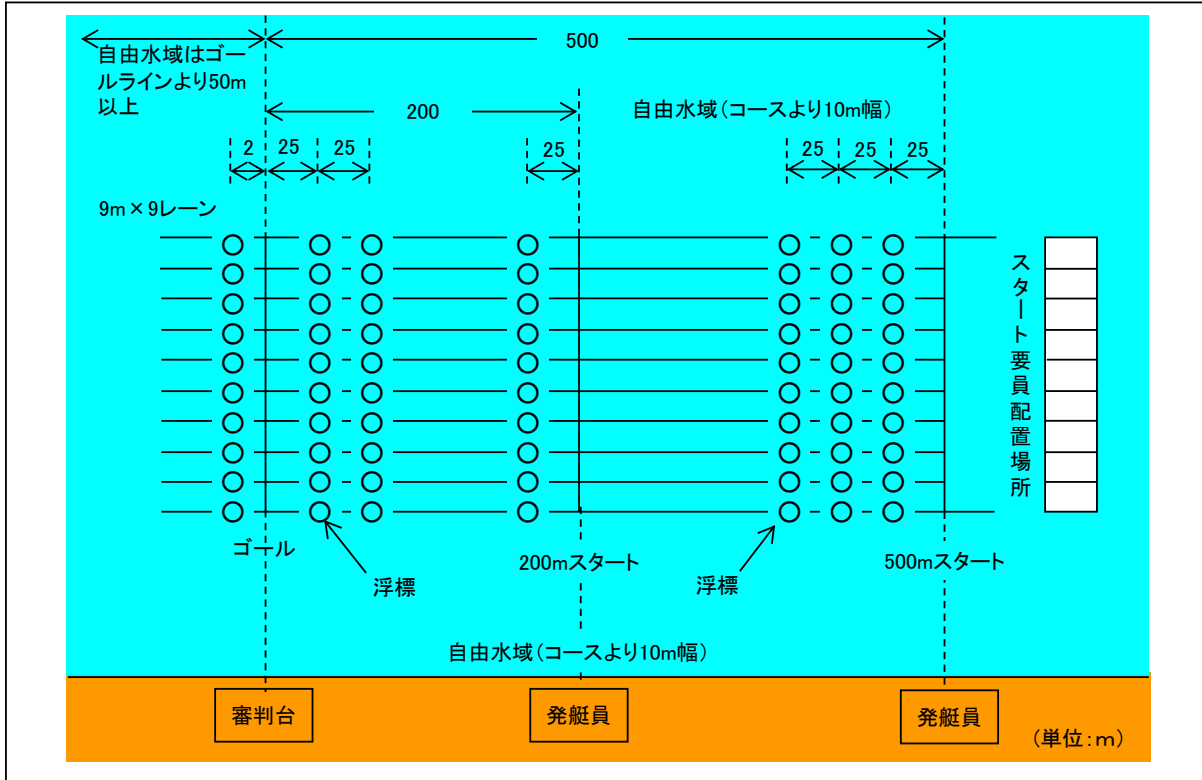 500
自由水域はゴー
ルラインより50m
以上
200
自由水域(コースより10m幅)
2
25
25
25
25
25
25
9m×9レーン
スタート要員配置場所
ゴール
200mスタート
500mスタート
浮標
浮標
自由水域(コースより10m幅)
審判台
発艇員
発艇員
(単位:m)